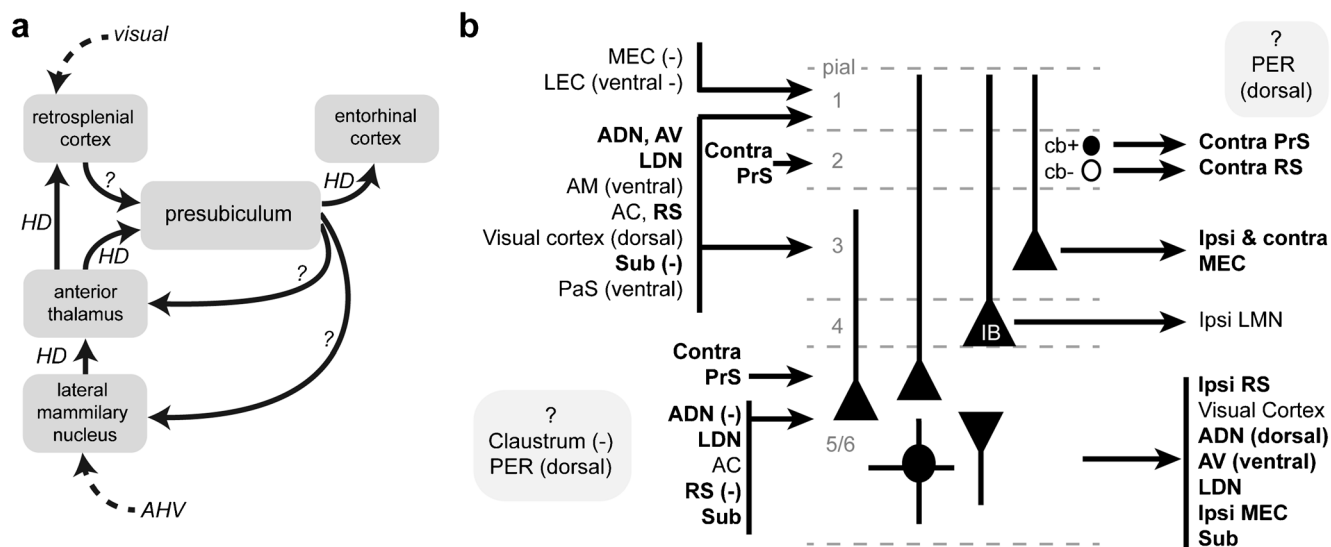 a
visual
retrosplenial
cortex
entorhinal
cortex
?
HD
HD
presubiculum
HD
anterior
thalamus
?
HD
?
lateral
mammilary
nucleus
AHV
b
MEC (-)
LEC (ventral -)
ADN, AV
LDN
AM (ventral)
AC, RS
Visual cortex (dorsal)
Sub (-)
PaS (ventral)
Contra
PrS
Contra
PrS
ADN (-)
LDN
AC
RS (-)
Sub
?
Claustrum (-)
PER (dorsal)
pial
1
2
3
4
5/6
IB
cb+
cb-
?
PER
(dorsal)
Contra PrS
Contra RS
Ipsi & contra
MEC
Ipsi LMN
Ipsi RS
Visual Cortex
ADN (dorsal)
AV (ventral)
LDN
Ipsi MEC
Sub